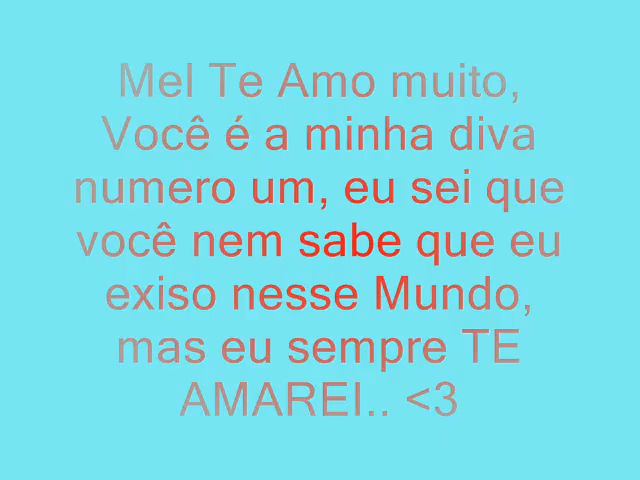 Mel Te Amo muito,
Você é a minha diva
numero um, eu sei que
você nem sabe que eu
exiso nesse Mundo,
mas eu sempre TE
AMAREI.. <3